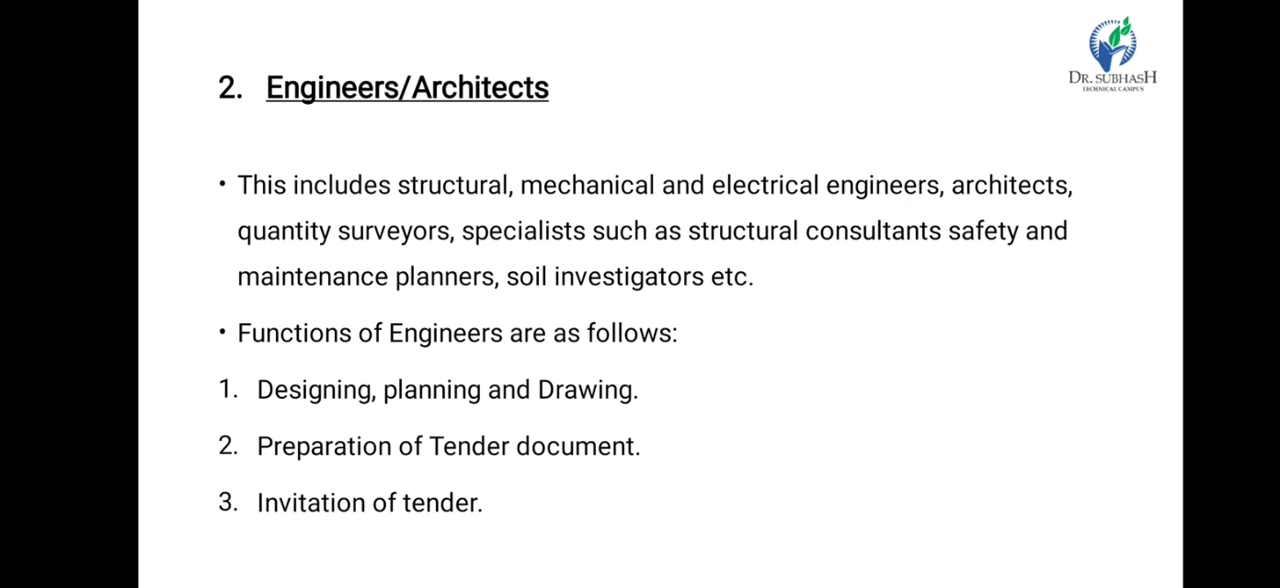 DR. SUBHASH
TECHNICAL CAMPUS
2. Engineers/Architects
• This includes structural, mechanical and electrical engineers, architects,
quantity surveyors, specialists such as structural consultants safety and
maintenance planners, soil investigators etc.
• Functions of Engineers are as follows:
1. Designing, planning and Drawing.
2. Preparation of Tender document.
3. Invitation of tender.